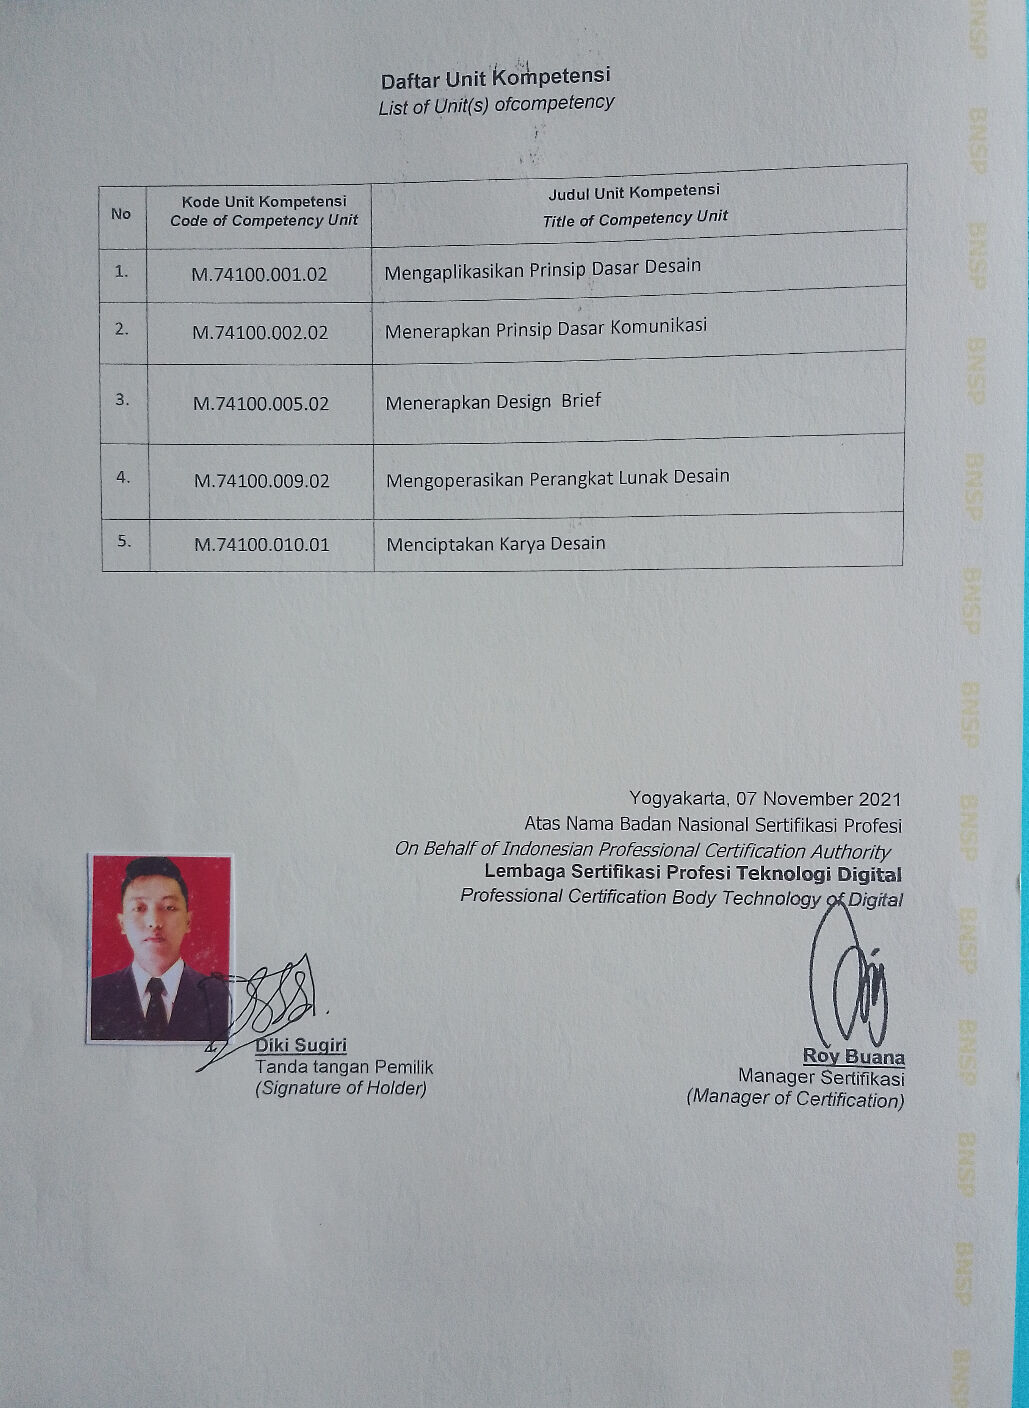 Daftar Unit Kompetensi
List of Unit(s) ofcompetency
No
Kode Unit Kompetensi
Code of Competency Unit
Judul Unit Kompetensi
Title of Competency Unit
1.
M.74100.001.02
Mengaplikasikan Prinsip Dasar Desain
2.
M.74100.002.02
Menerapkan Prinsip Dasar Komunikasi
3.
M.74100.005.02
Menerapkan Design Brief
4.
M.74100.009.02
Mengoperasikan Perangkat Lunak Desain
5.
M.74100.010.01
Menciptakan Karya Desain
Yogyakarta, 07 November 2021
Atas Nama Badan Nasional Sertifikasi Profesi
On Behalf of Indonesian Professional Certification Authority
Lembaga Sertifikasi Profesi Teknologi Digital
Professional Certification Body Technology of Digital
Diki Sugiri
Tanda tangan Pemilik
(Signature of Holder)
Roy Buana
Manager Sertifikasi
(Manager of Certification)
BNSP
BNSP
BNSP
BNSP
BNSP
BNSP
BNSP
BNSP
BNSP
BNSP
BNSP
BNSP
BNSP